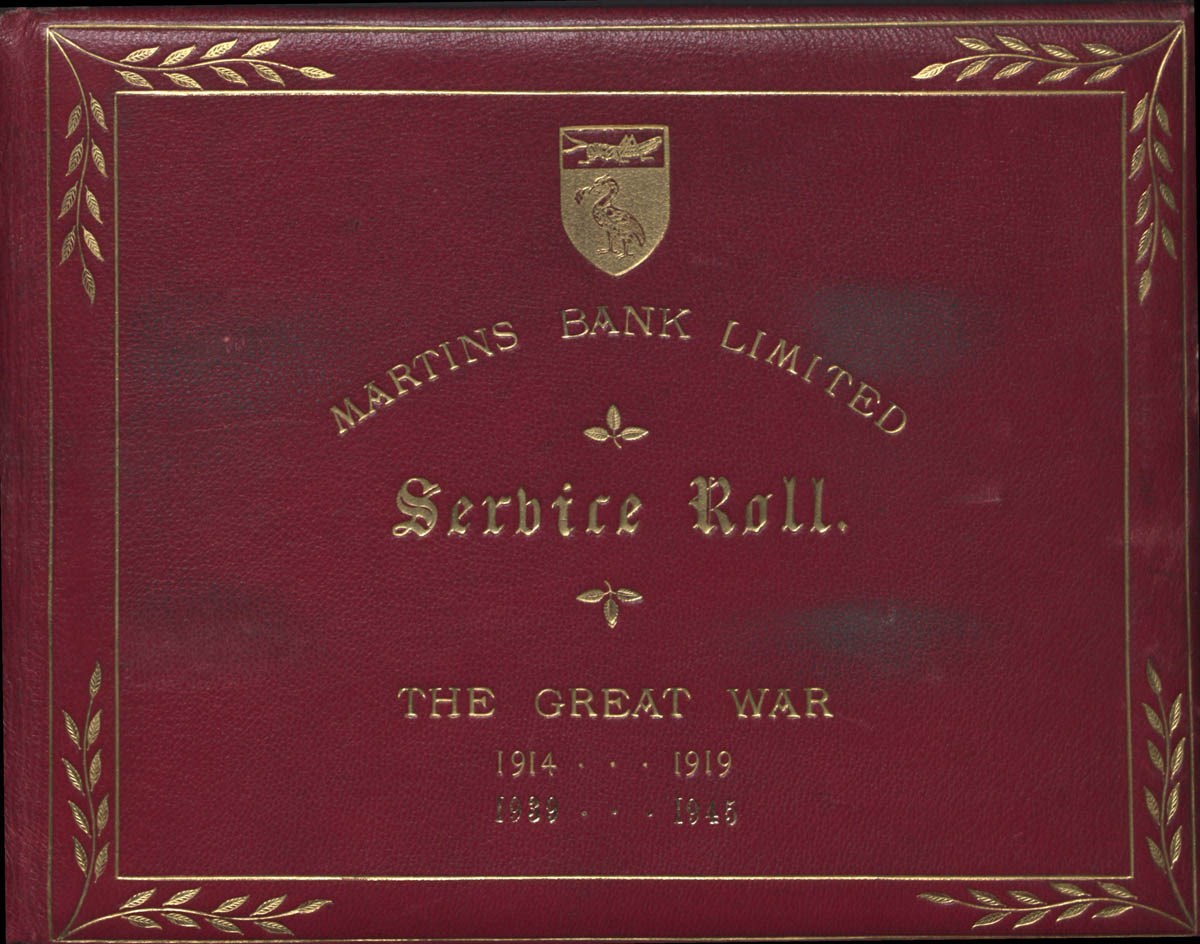 MARTINS BANK LIMITED
Service Roll.
THE GREAT WAR
1914 · · · 1919
1939 · · · 1945